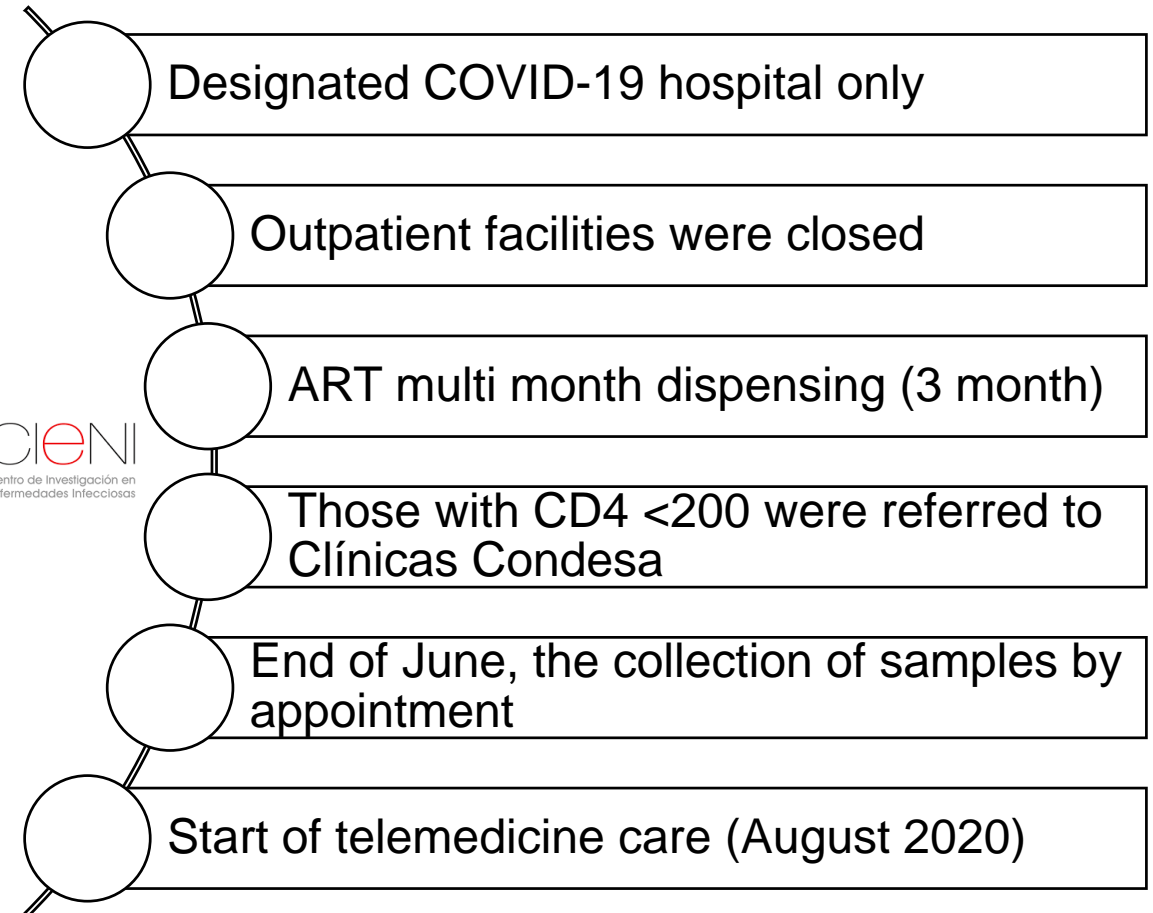 Designated COVID-19 hospital only
Outpatient facilities were closed
ART multi month dispensing (3 month)
CIeNI
entro de Investigación en
fermedades Infecciosas
Those with CD4 <200 were referred to
Clínicas Condesa
End of June, the collection of samples by
appointment
Start of telemedicine care (August 2020)